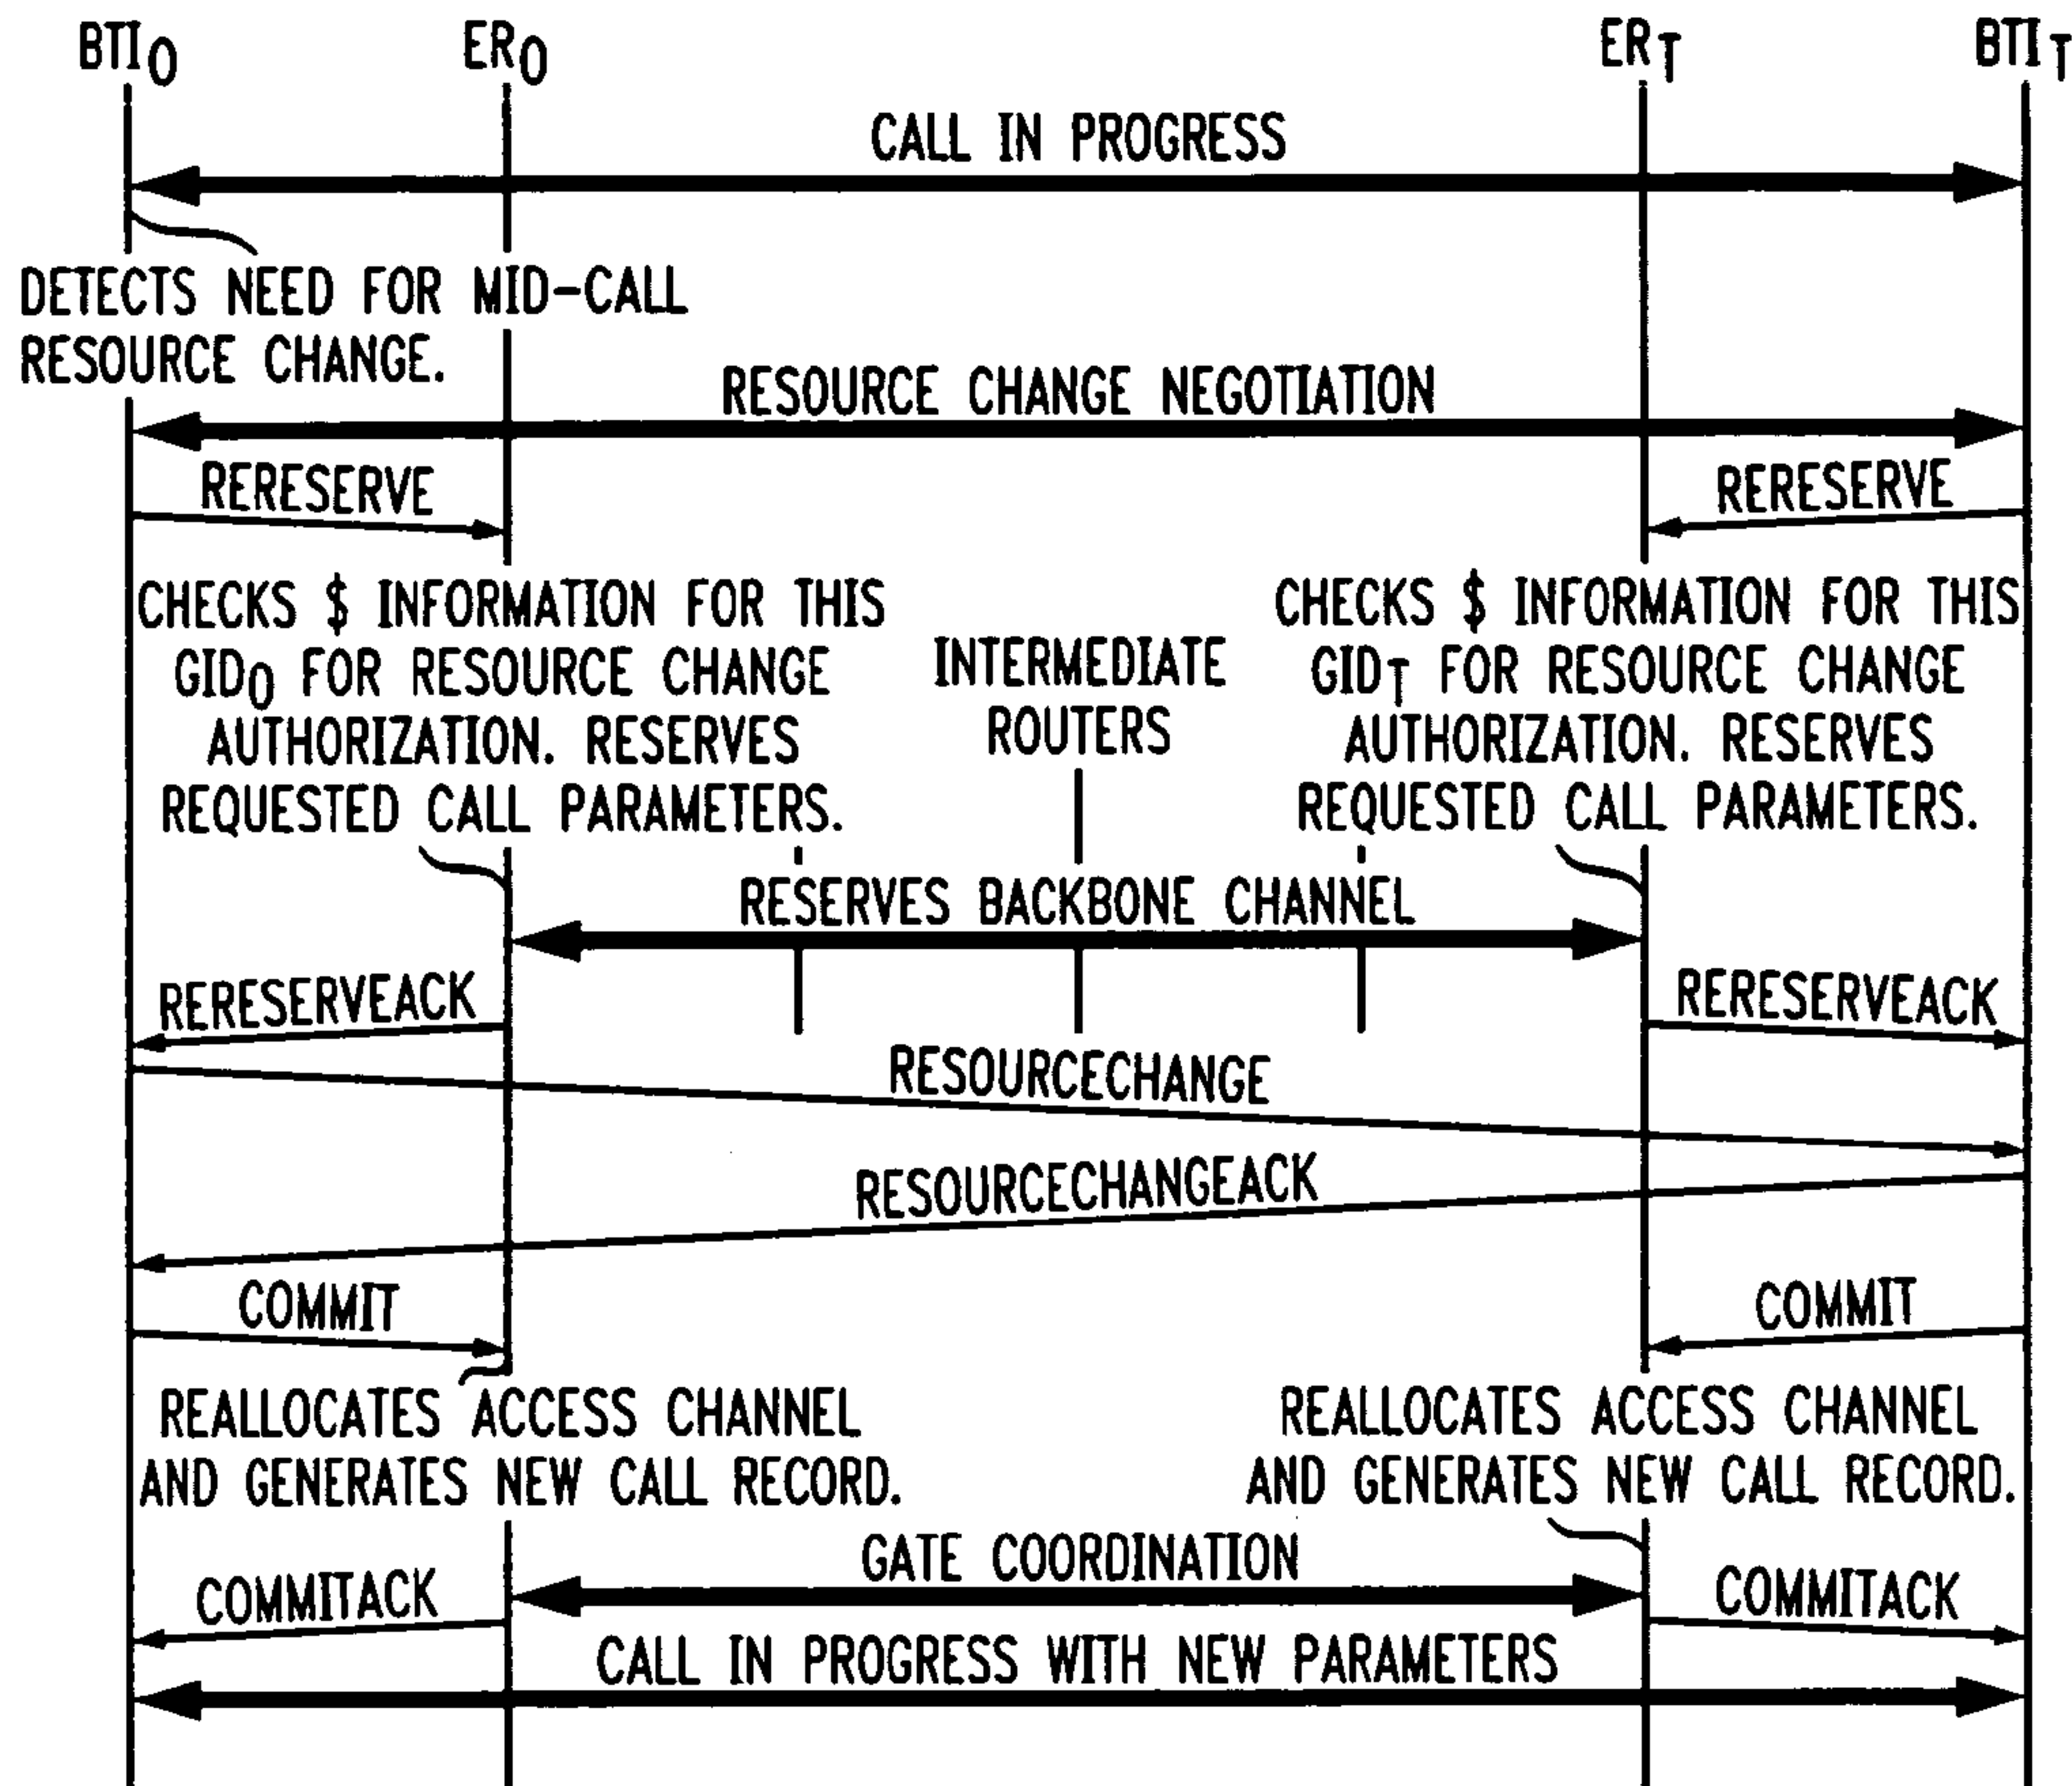 BTIO ERO ERT BTIT
CALL IN PROGRESS
DETECTS NEED FOR MID-CALL
RESOURCE CHANGE.
RESOURCE CHANGE NEGOTIATION
RERESERVE RERESERVE
CHECKS $ INFORMATION FOR THIS
GIDO FOR RESOURCE CHANGE
AUTHORIZATION. RESERVES
REQUESTED CALL PARAMETERS.
INTERMEDIATE
ROUTERS
CHECKS $ INFORMATION FOR THIS
GIDT FOR RESOURCE CHANGE
AUTHORIZATION. RESERVES
REQUESTED CALL PARAMETERS.
RESERVES BACKBONE CHANNEL
RERESERVEACK RERESERVEACK
RESOURCECHANGE
RESOURCECHANGEACK
COMMIT COMMIT
REALLOCATES ACCESS CHANNEL
AND GENERATES NEW CALL RECORD.
REALLOCATES ACCESS CHANNEL
AND GENERATES NEW CALL RECORD.
GATE COORDINATION
COMMITACK COMMITACK
CALL IN PROGRESS WITH NEW PARAMETERS